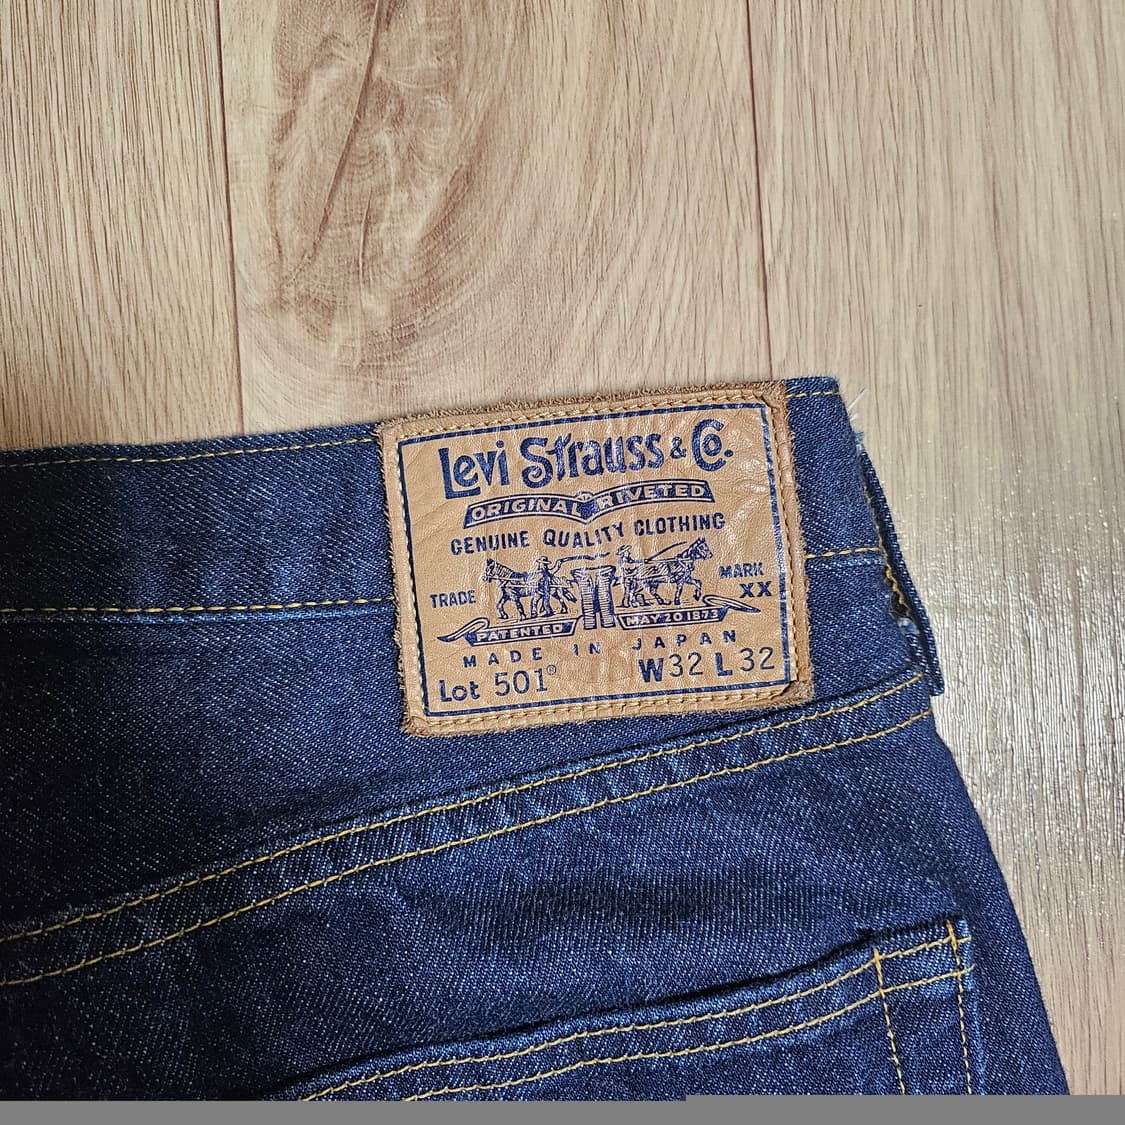 Levi Strauss & Co.
ORIGINAL RIVETED
GENUINE QUALITY CLOTHING
TRADE MARK
XX
PATENTED MAY 20 1873
MADE IN JAPAN
Lot 501® W32 L32